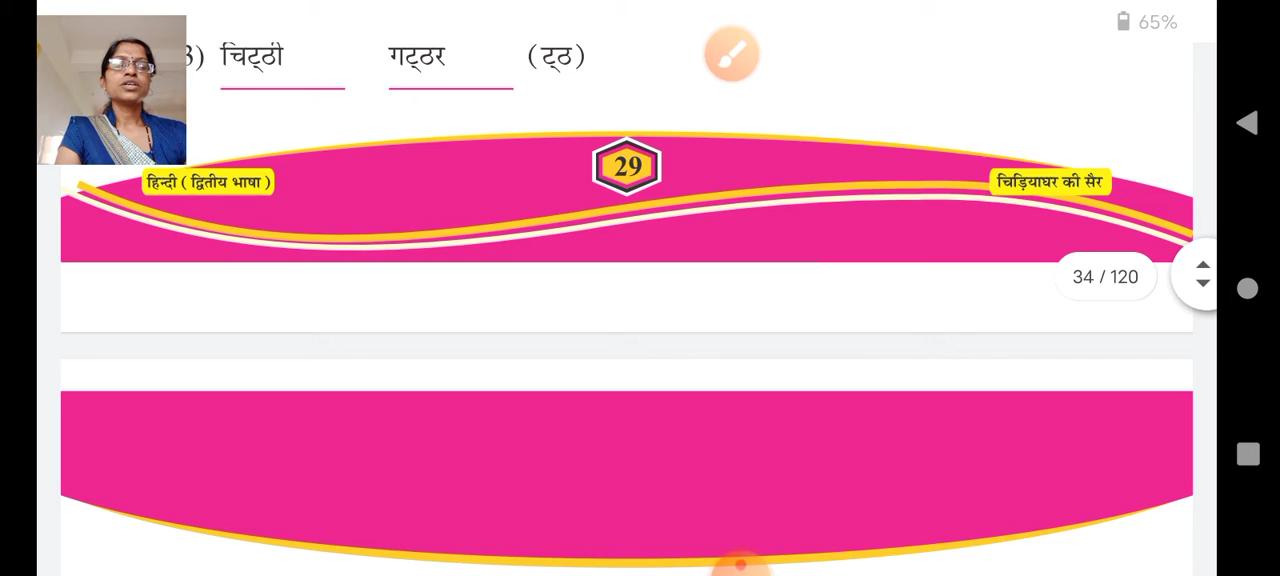 65%
3) चिट्ठी गट्ठर (ट्ठ)
29
हिन्दी ( द्वितीय भाषा )
चिड़ियाघर की सैर
34 / 120